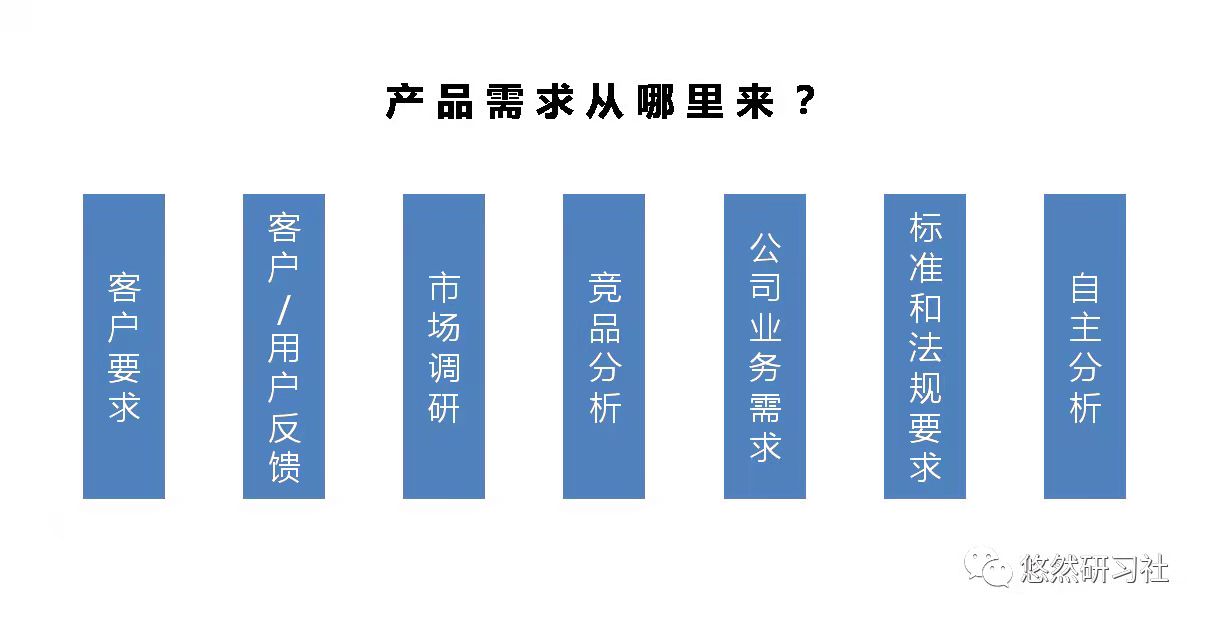 产品需求从哪里来？
客户要求
客户/用户反馈
市场调研
竞品分析
公司业务需求
标准和法规要求
自主分析
悠然研习社